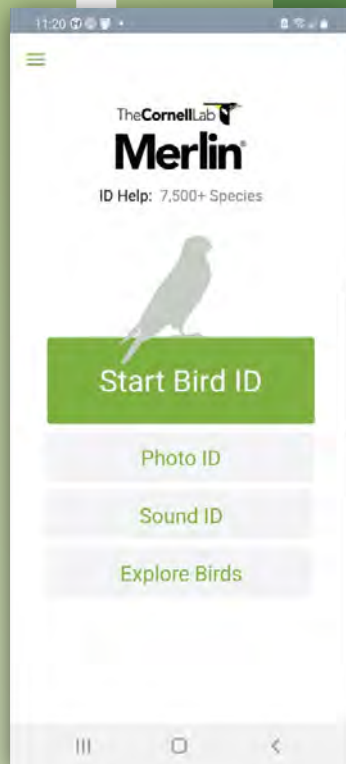 11:20
TheCornellLab
Merlin®
ID Help: 7,500+ Species
Start Bird ID
Photo ID
Sound ID
Explore Birds